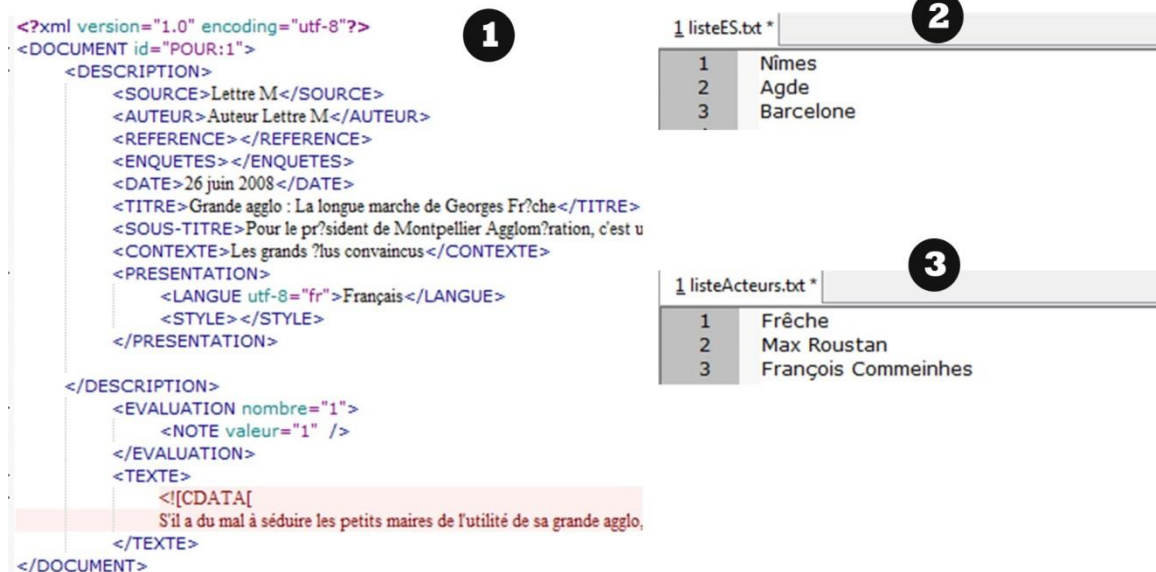 1
<?xml version="1.0" encoding="utf-8"?>
<DOCUMENT id="POUR:1">
<DESCRIPTION>
<SOURCE>Lettre M</SOURCE>
<AUTEUR>Auteur Lettre M</AUTEUR>
<REFERENCE></REFERENCE>
<ENQUETES></ENQUETES>
<DATE>26 juin 2008</DATE>
<TITRE>Grande agglo : La longue marche de Georges Fr?che</TITRE>
<SOUS-TITRE>Pour le pr?sident de Montpellier Agglom?ration, c'est u
<CONTEXTE>Les grands ?lus convaincus</CONTEXTE>
<PRESENTATION>
<LANGUE utf-8="fr">Français</LANGUE>
<STYLE></STYLE>
</PRESENTATION>
</DESCRIPTION>
<EVALUATION nombre="1">
<NOTE valeur="1" />
</EVALUATION>
<TEXTE>
<![CDATA[
S'il a du mal à séduire les petits maires de l'utilité de sa grande agglo,
</TEXTE>
</DOCUMENT>
2
1 listeES.txt *
1 Nîmes
2 Agde
3 Barcelone
3
1 listeActeurs.txt *
1 Frêche
2 Max Roustan
3 François Commeinhes